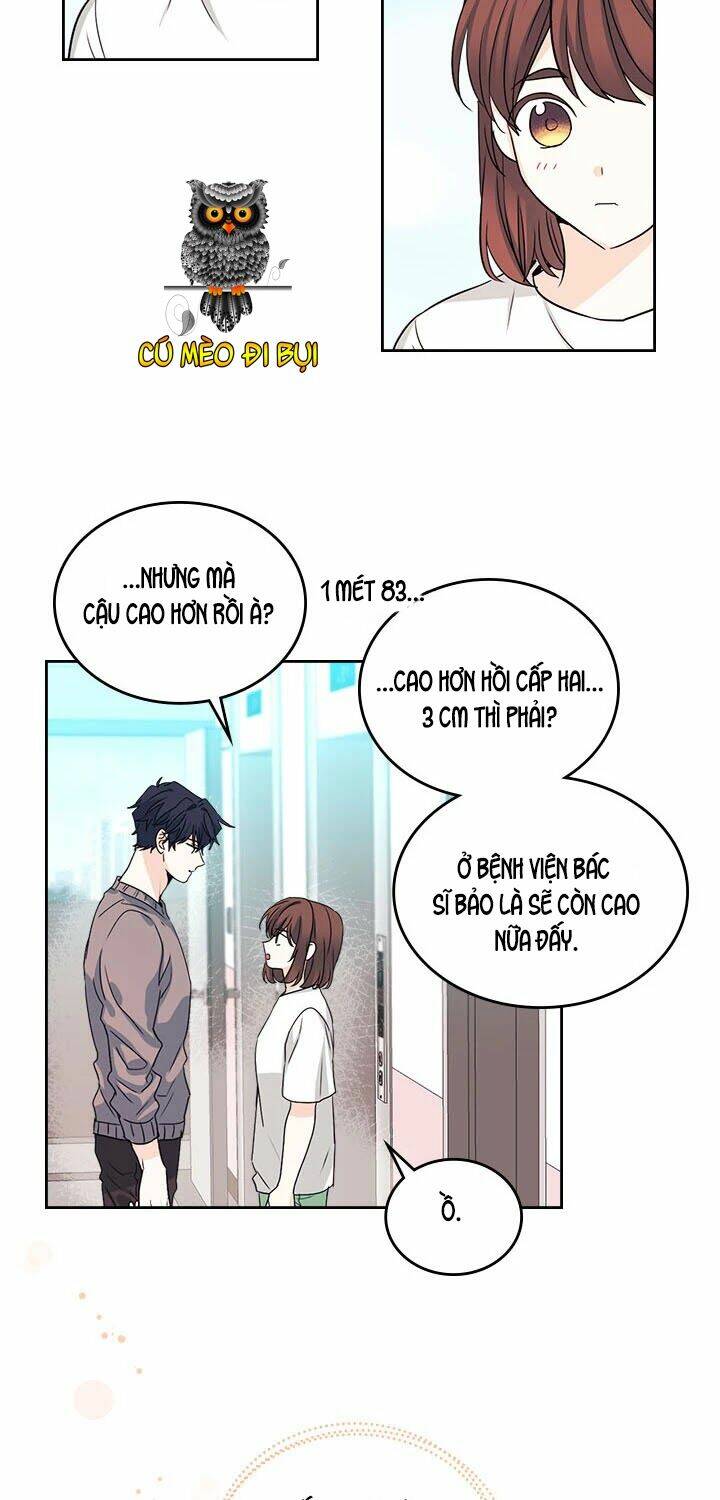 CÚ MÈO ĐI BỤI
...NHƯNG MÀ
CẬU CAO HƠN RỒI À?
1 MÉT 83...
...CAO HƠN HỒI CẤP HAI...
3 CM THÌ PHẢI?
Ở BỆNH VIỆN BÁC
SĨ BẢO LÀ SẼ CÒN CAO
NỮA ĐẤY.
Ồ.